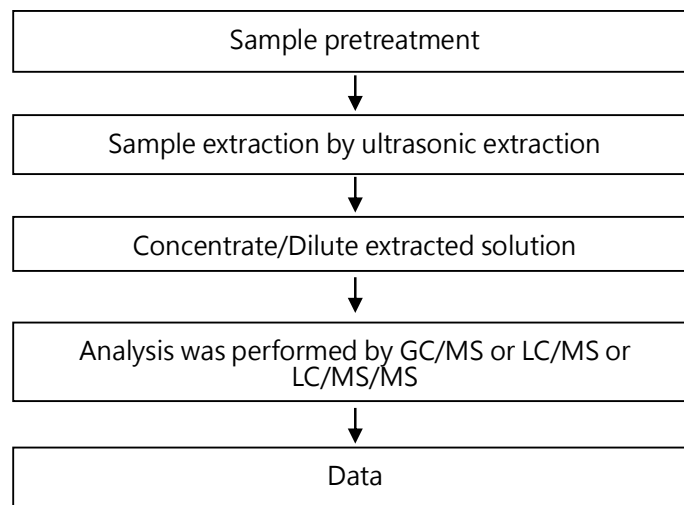 Sample pretreatment
Sample extraction by ultrasonic extraction
Concentrate/Dilute extracted solution
Analysis was performed by GC/MS or LC/MS or
LC/MS/MS
Data